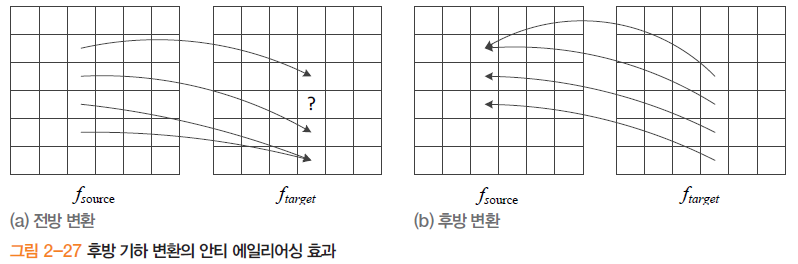 ?
fsource ftarget fsource ftarget
(a) 전방 변환 (b) 후방 변환
그림 2-27 후방 기하 변환의 안티 에일리어싱 효과